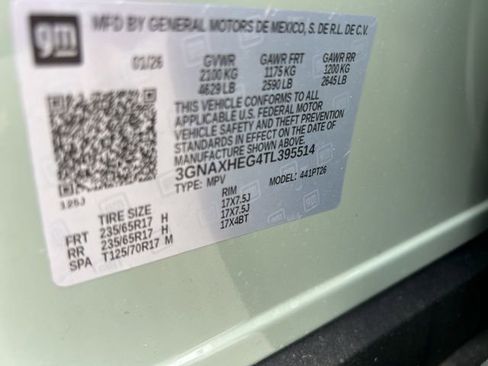 gm
MFD BY GENERAL MOTORS DE MEXICO, S. DE R.L. DE C.V.
01/26 GVWR GAWR FRT GAWR RR
2100 KG 1175 KG 1200 KG
4629 LB 2590 LB 2645 LB
THIS VEHICLE CONFORMS TO ALL
APPLICABLE U.S. FEDERAL MOTOR
VEHICLE SAFETY AND THEFT PREVENTION
STANDARDS IN EFFECT ON THE DATE OF
MANUFACTURE SHOWN ABOVE.
3GNAXHEG4TL395514
TYPE: MPV MODEL: 441PT26
125J
TIRE SIZE RIM
FRT 235/65R17 H 17X7.5J
RR 235/65R17 H 17X7.5J
SPA T125/70R17 M 17X4BT